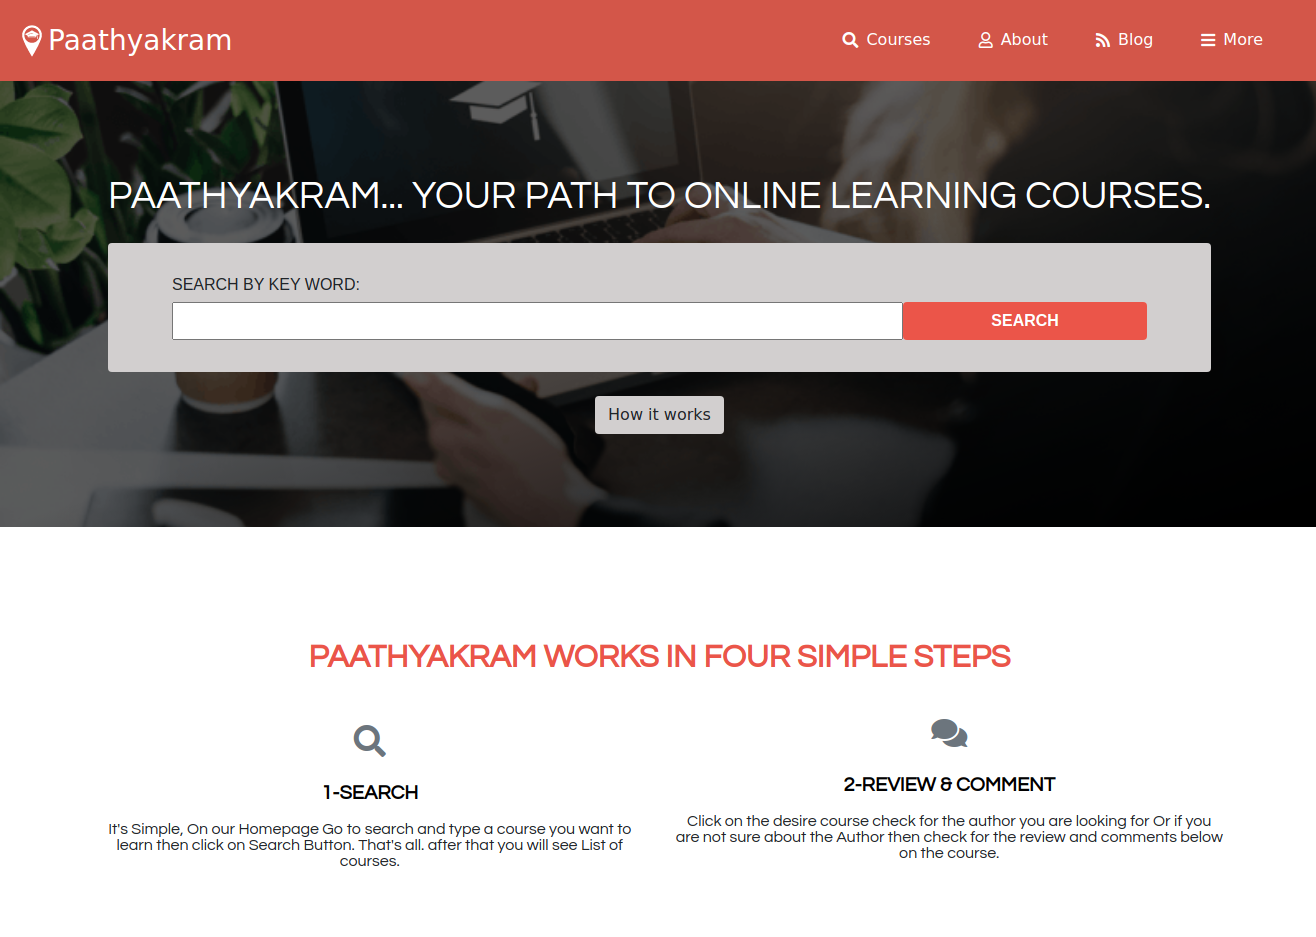 Paathyakram
Courses
About
Blog
More
PAATHYAKRAM... YOUR PATH TO ONLINE LEARNING COURSES.
SEARCH BY KEY WORD:
SEARCH
How it works
PAATHYAKRAM WORKS IN FOUR SIMPLE STEPS
1-SEARCH
It's Simple, On our Homepage Go to search and type a course you want to
learn then click on Search Button. That's all. after that you will see List of
courses.
2-REVIEW & COMMENT
Click on the desire course check for the author you are looking for Or if you
are not sure about the Author then check for the review and comments below
on the course.